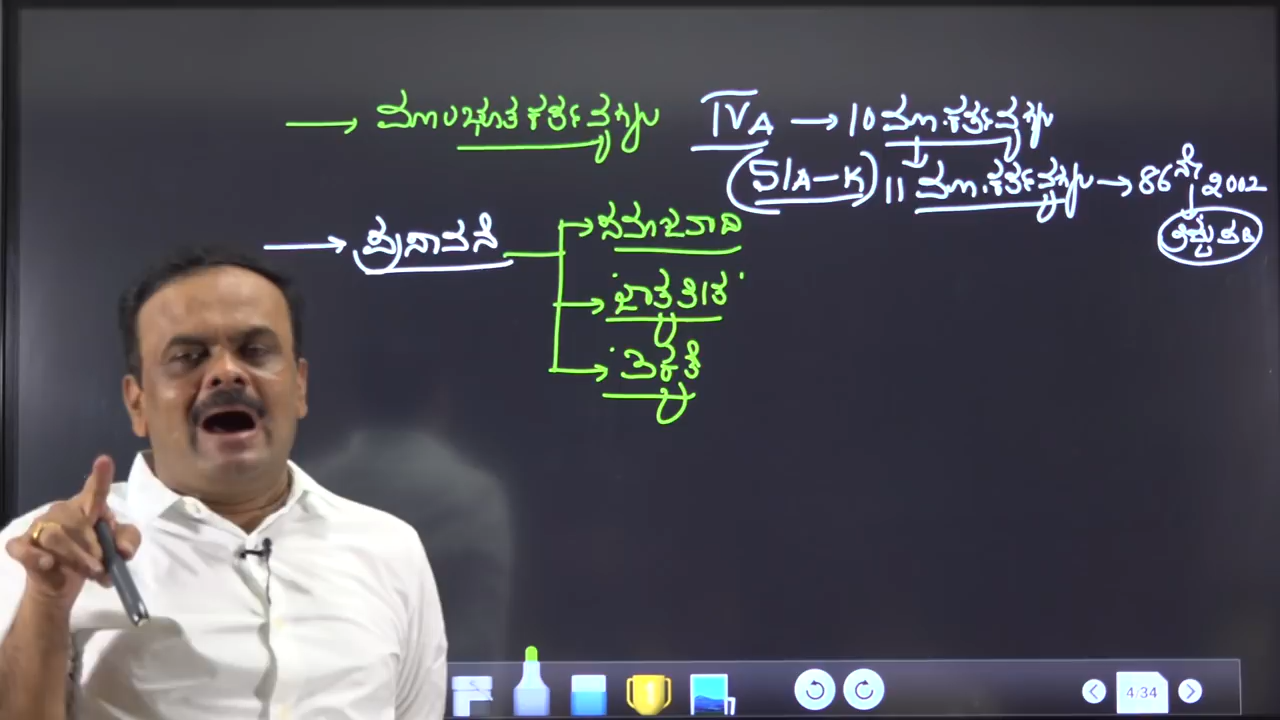 → ಮೂಲಭೂತ ಕರ್ತವ್ಯಗಳು IVA → 10 ಮೂ.ಕರ್ತವ್ಯಗಳು
(51A-K) 11 ಮೂ.ಕರ್ತವ್ಯಗಳು → 86ನೇ 2002
ತಿದ್ದುಪಡಿ
→ ಪ್ರಸಾವನೆ → ಸಮಾಜವಾದಿ
→ 'ಜಾತ್ಯತೀತ'
→ 'ಐಕ್ಯತೆ
4/34